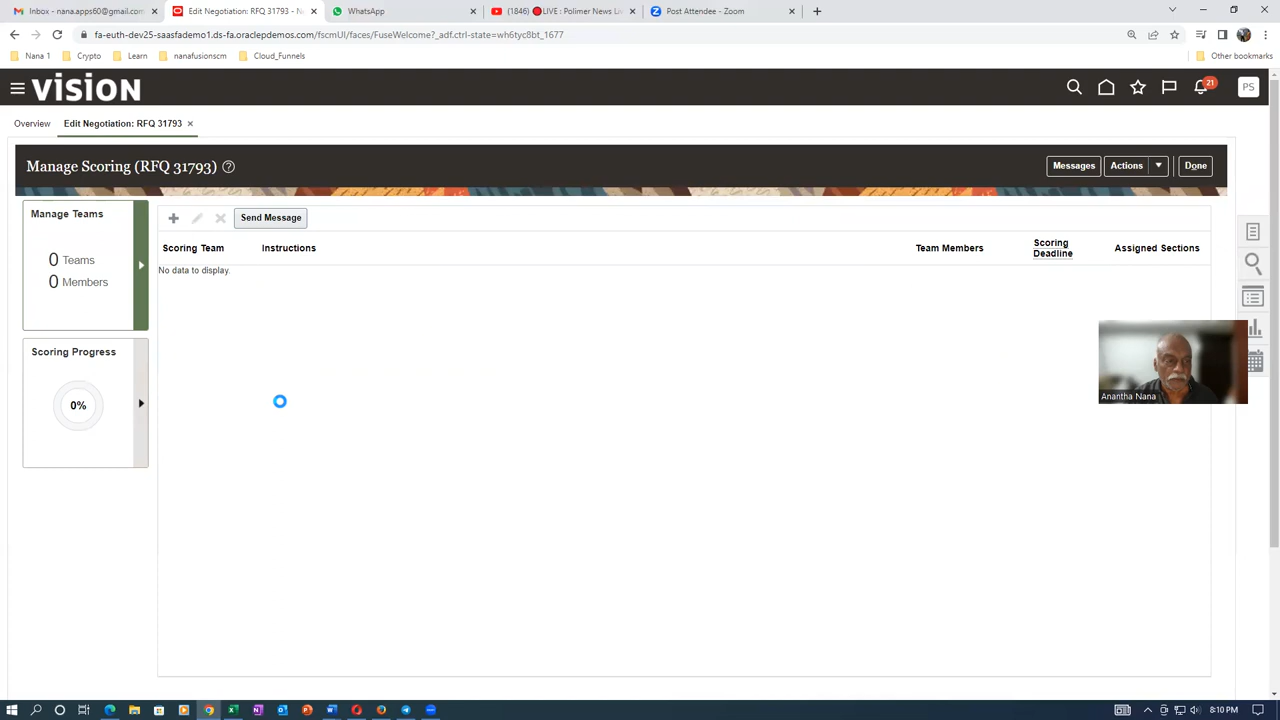 Inbox - nana.apps60@gmail.com
Edit Negotiation: RFQ 31793 - N
WhatsApp
(1846) 🔴LIVE : Polimer News Li
Post Attendee - Zoom
fa-euth-dev25-saasfademo1.ds-fa.oraclepdemos.com/fscmUI/faces/FuseWelcome?_adf.ctrl-state=wh6tyc8bt_1677
Nana 1
Crypto
Learn
nanafusionscm
Cloud_Funnels
Other bookmarks
VISION
21
PS
Overview
Edit Negotiation: RFQ 31793
Manage Scoring (RFQ 31793)
Messages
Actions
Done
Manage Teams
0 Teams
0 Members
Scoring Progress
0%
Send Message
Scoring Team
Instructions
Team Members
Scoring
Deadline
Assigned Sections
No data to display.
Anantha Nana
8:10 PM